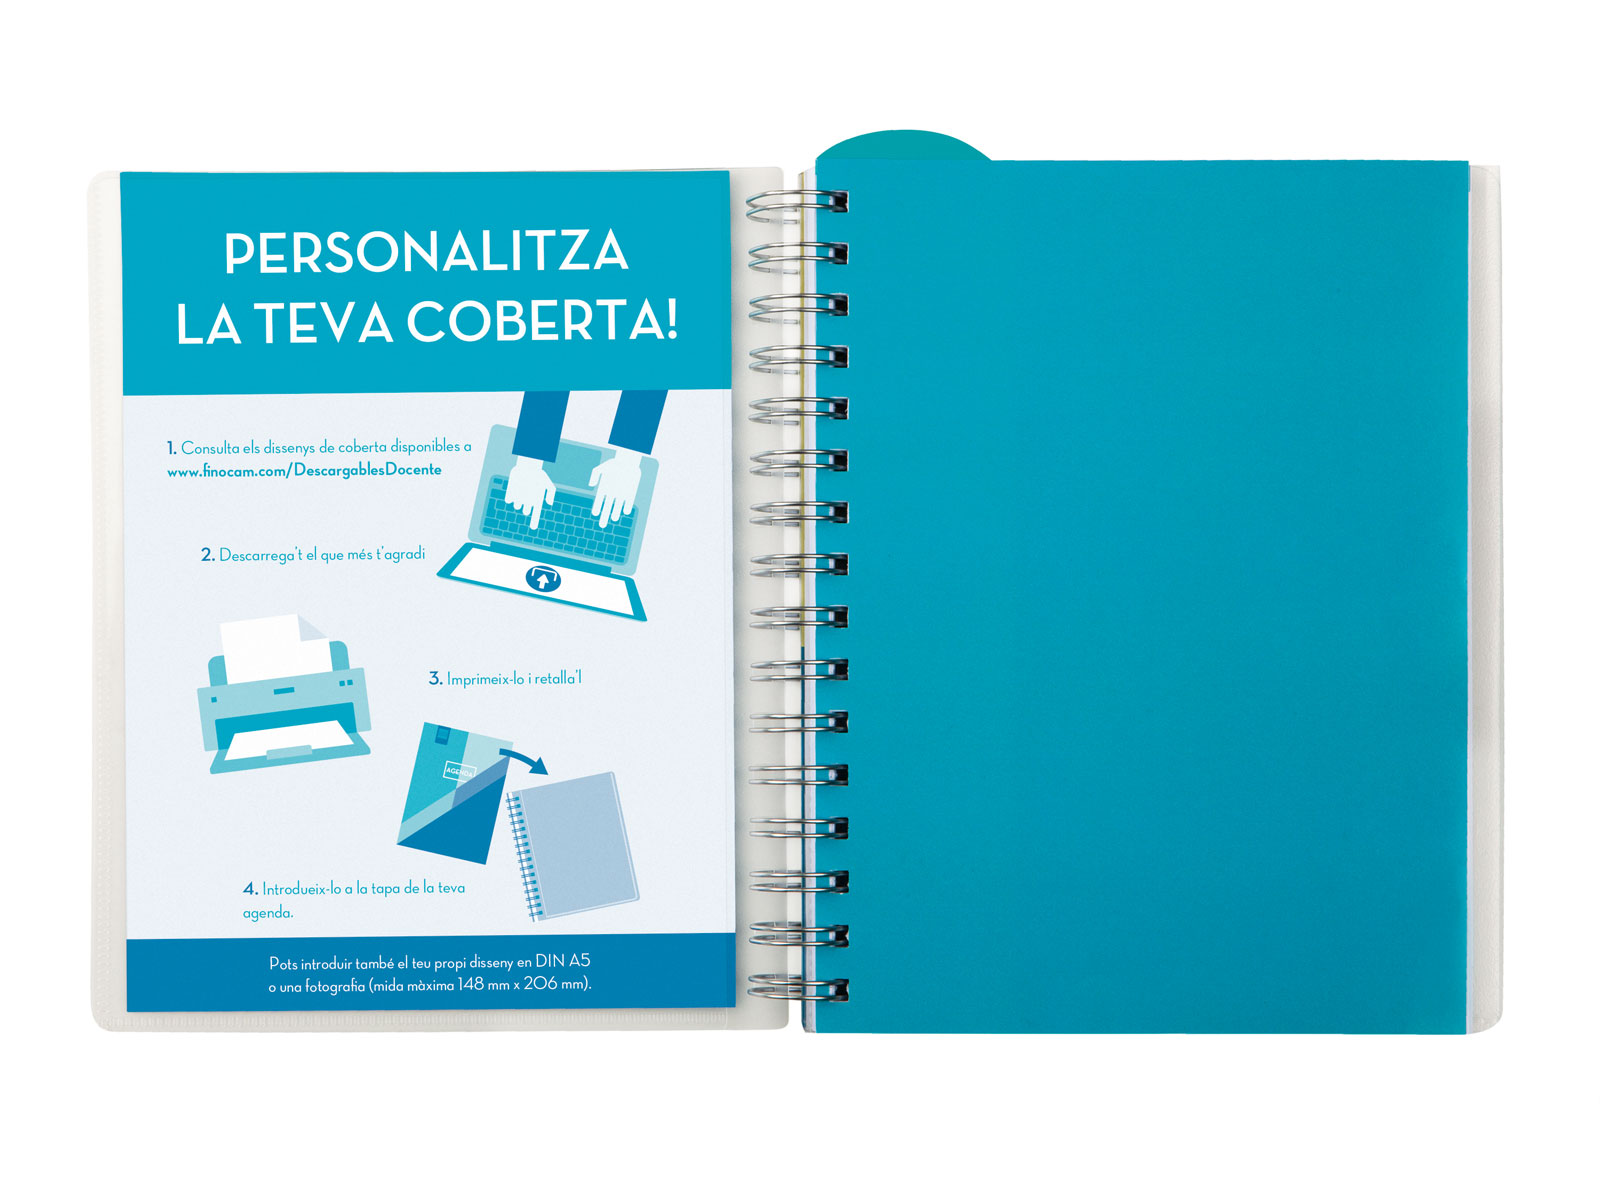 PERSONALITZA
LA TEVA COBERTA!
1. Consulta els dissenys de coberta disponibles a
www.finocam.com/DescargablesDocente
2. Descarrega't el que més t'agradi
3. Imprimeix-lo i retalla'l
AGENDA
4. Introdueix-lo a la tapa de la teva
agenda.
Pots introduir també el teu propi disseny en DIN A5
o una fotografia (mida màxima 148 mm x 206 mm).